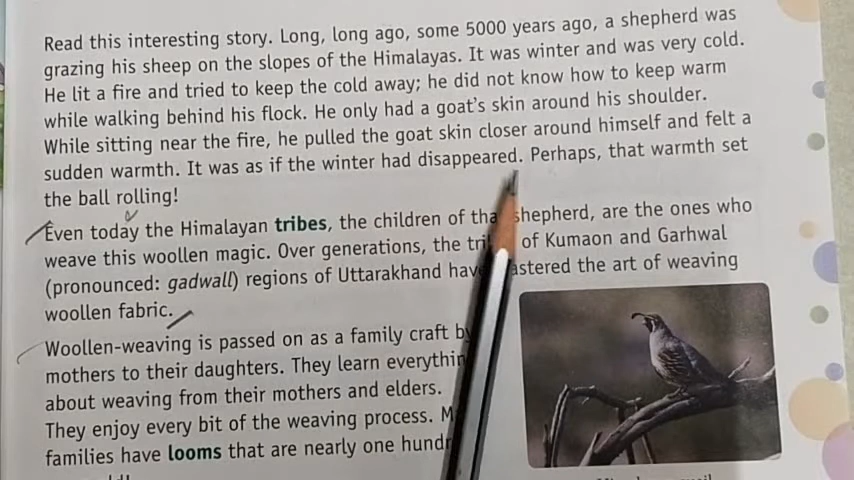 Read this interesting story. Long, long ago, some 5000 years ago, a shepherd was
grazing his sheep on the slopes of the Himalayas. It was winter and was very cold.
He lit a fire and tried to keep the cold away; he did not know how to keep warm
while walking behind his flock. He only had a goat's skin around his shoulder.
While sitting near the fire, he pulled the goat skin closer around himself and felt a
sudden warmth. It was as if the winter had disappeared. Perhaps, that warmth set
the ball rolling!
Even today the Himalayan tribes, the children of that shepherd, are the ones who
weave this woollen magic. Over generations, the of Kumaon and Garhwal
(pronounced: gadwall) regions of Uttarakhand have mastered the art of weaving
woollen fabric.
Woollen-weaving is passed on as a family craft by
mothers to their daughters. They learn everything
about weaving from their mothers and elders.
They enjoy every bit of the weaving process.
families have looms that are nearly one